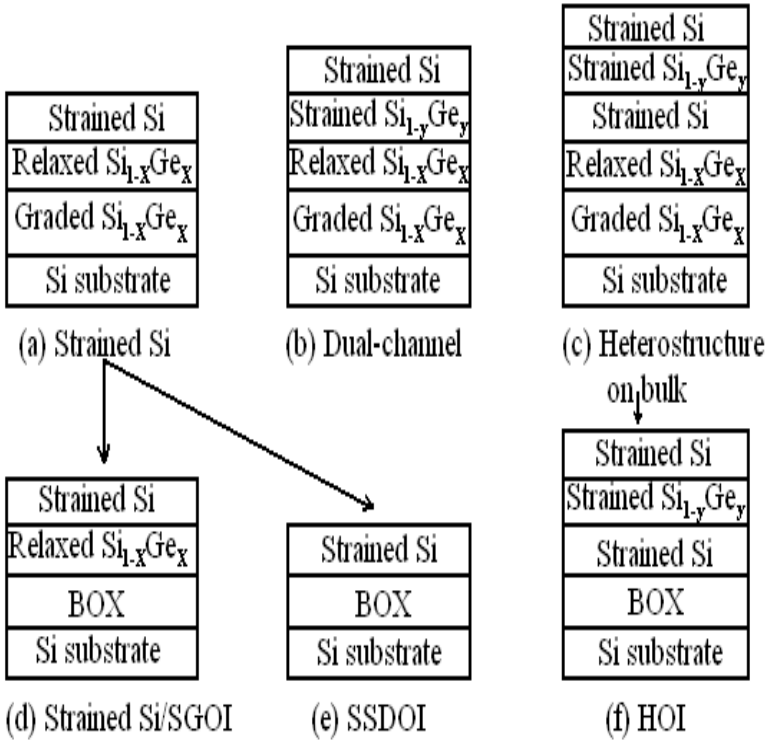 Strained Si
Relaxed Si₁₋ₓGeₓ
Graded Si₁₋ₓGeₓ
Si substrate
(a) Strained Si
Strained Si
Strained Si₁₋yGey
Relaxed Si₁₋ₓGeₓ
Graded Si₁₋ₓGeₓ
Si substrate
(b) Dual-channel
Strained Si
Strained Si₁₋yGey
Strained Si
Relaxed Si₁₋ₓGeₓ
Graded Si₁₋ₓGeₓ
Si substrate
(c) Heterostructure
on bulk
Strained Si
Relaxed Si₁₋ₓGeₓ
BOX
Si substrate
(d) Strained Si/SGOI
Strained Si
BOX
Si substrate
(e) SSDOI
Strained Si
Strained Si₁₋yGey
Strained Si
BOX
Si substrate
(f) HOI